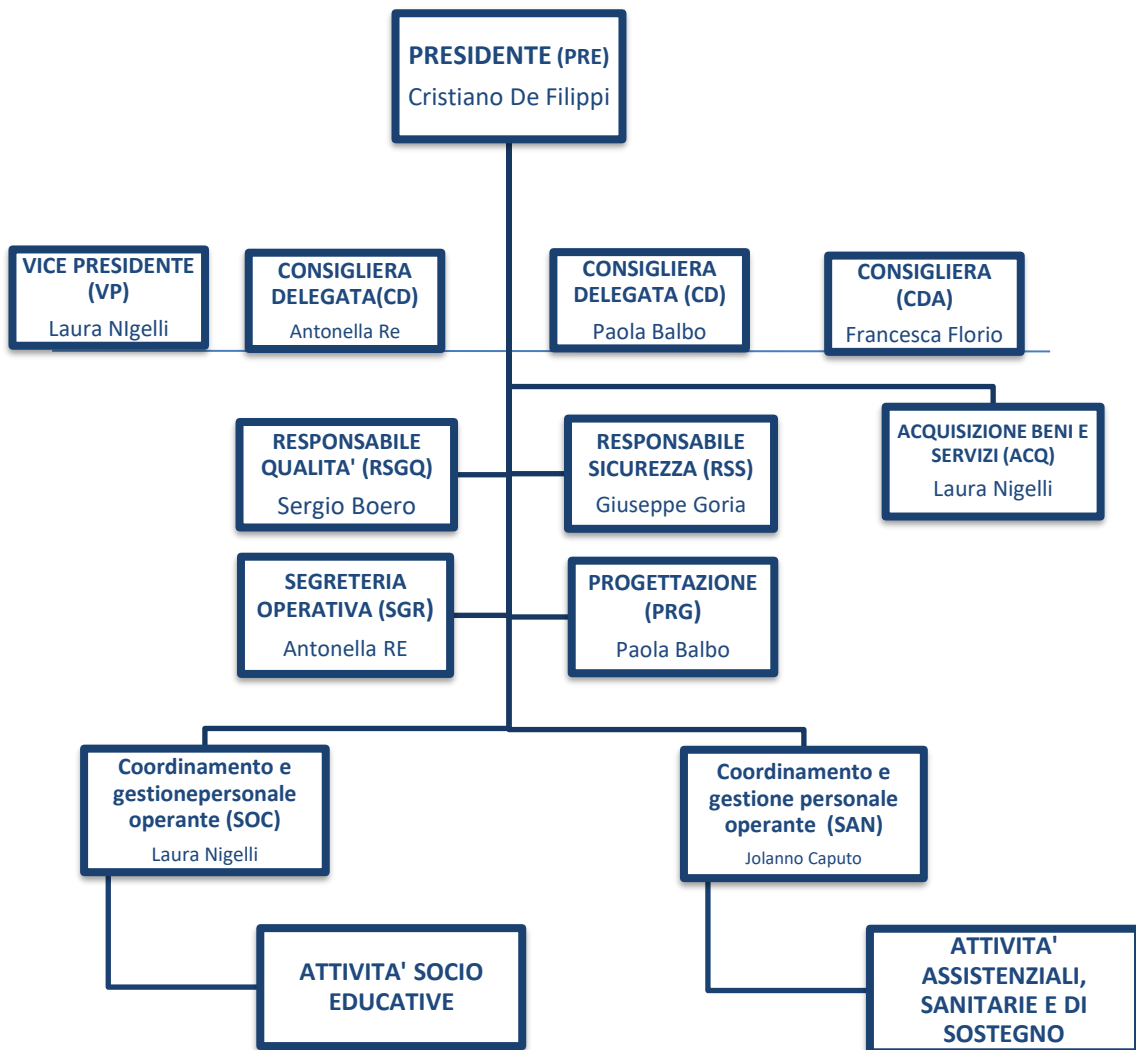 PRESIDENTE (PRE)
Cristiano De Filippi
VICE PRESIDENTE
(VP)
Laura NIgelli
CONSIGLIERA
DELEGATA(CD)
Antonella Re
CONSIGLIERA
DELEGATA (CD)
Paola Balbo
CONSIGLIERA
(CDA)
Francesca Florio
RESPONSABILE
QUALITA' (RSGQ)
Sergio Boero
RESPONSABILE
SICUREZZA (RSS)
Giuseppe Goria
ACQUISIZIONE BENI E
SERVIZI (ACQ)
Laura Nigelli
SEGRETERIA
OPERATIVA (SGR)
Antonella RE
PROGETTAZIONE
(PRG)
Paola Balbo
Coordinamento e
gestionepersonale
operante (SOC)
Laura Nigelli
Coordinamento e
gestione personale
operante (SAN)
Jolanno Caputo
ATTIVITA' SOCIO
EDUCATIVE
ATTIVITA'
ASSISTENZIALI,
SANITARIE E DI
SOSTEGNO